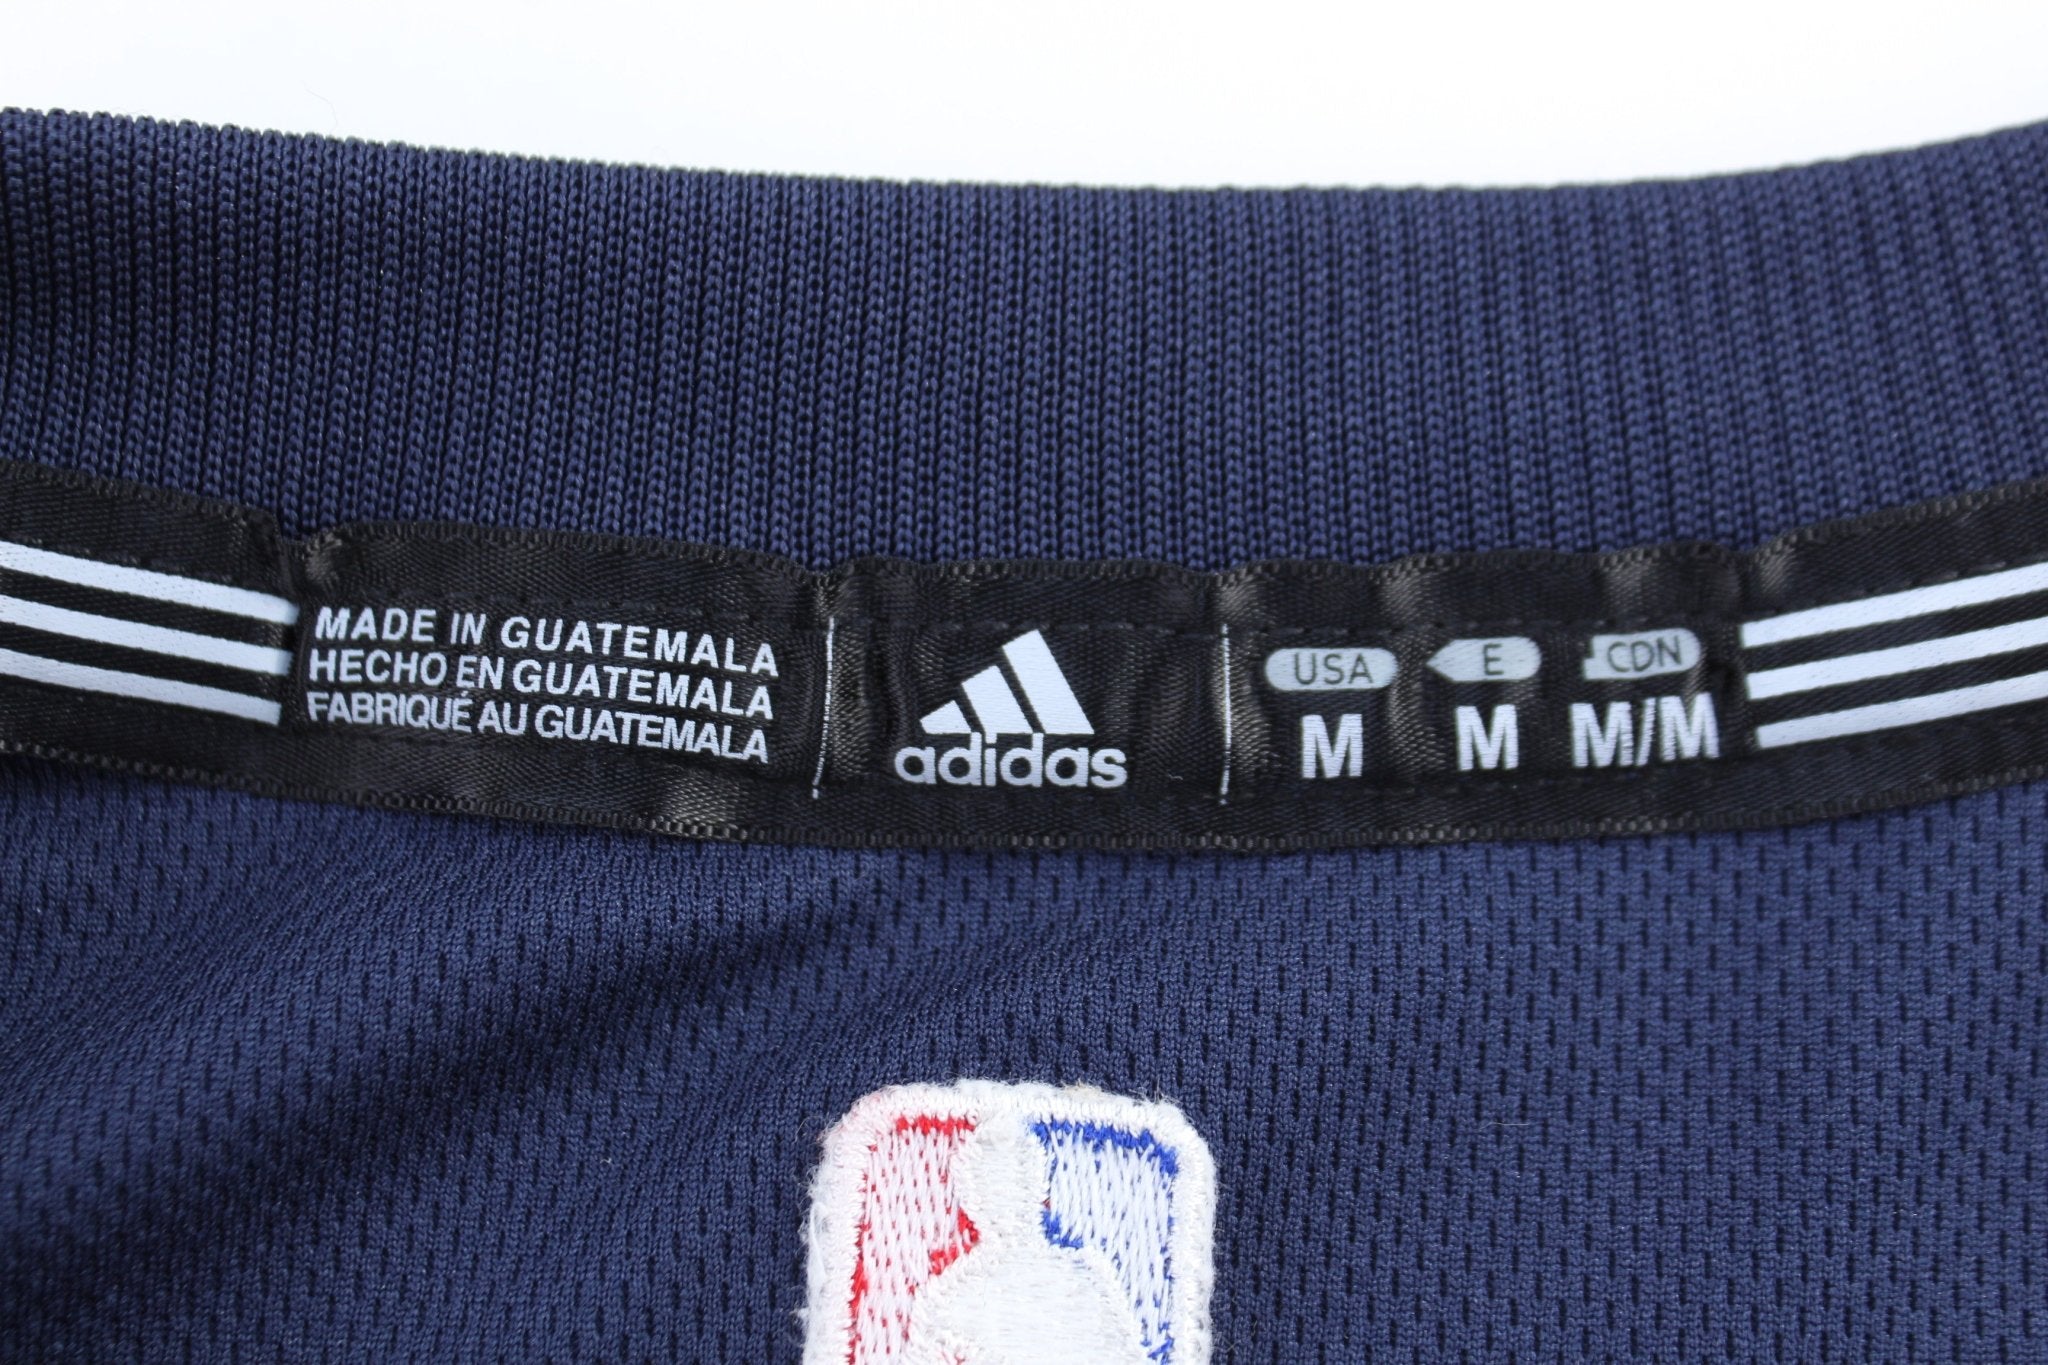 MADE IN GUATEMALA
HECHO EN GUATEMALA
FABRIQUÉ AU GUATEMALA
adidas
USA E CDN
M M M/M